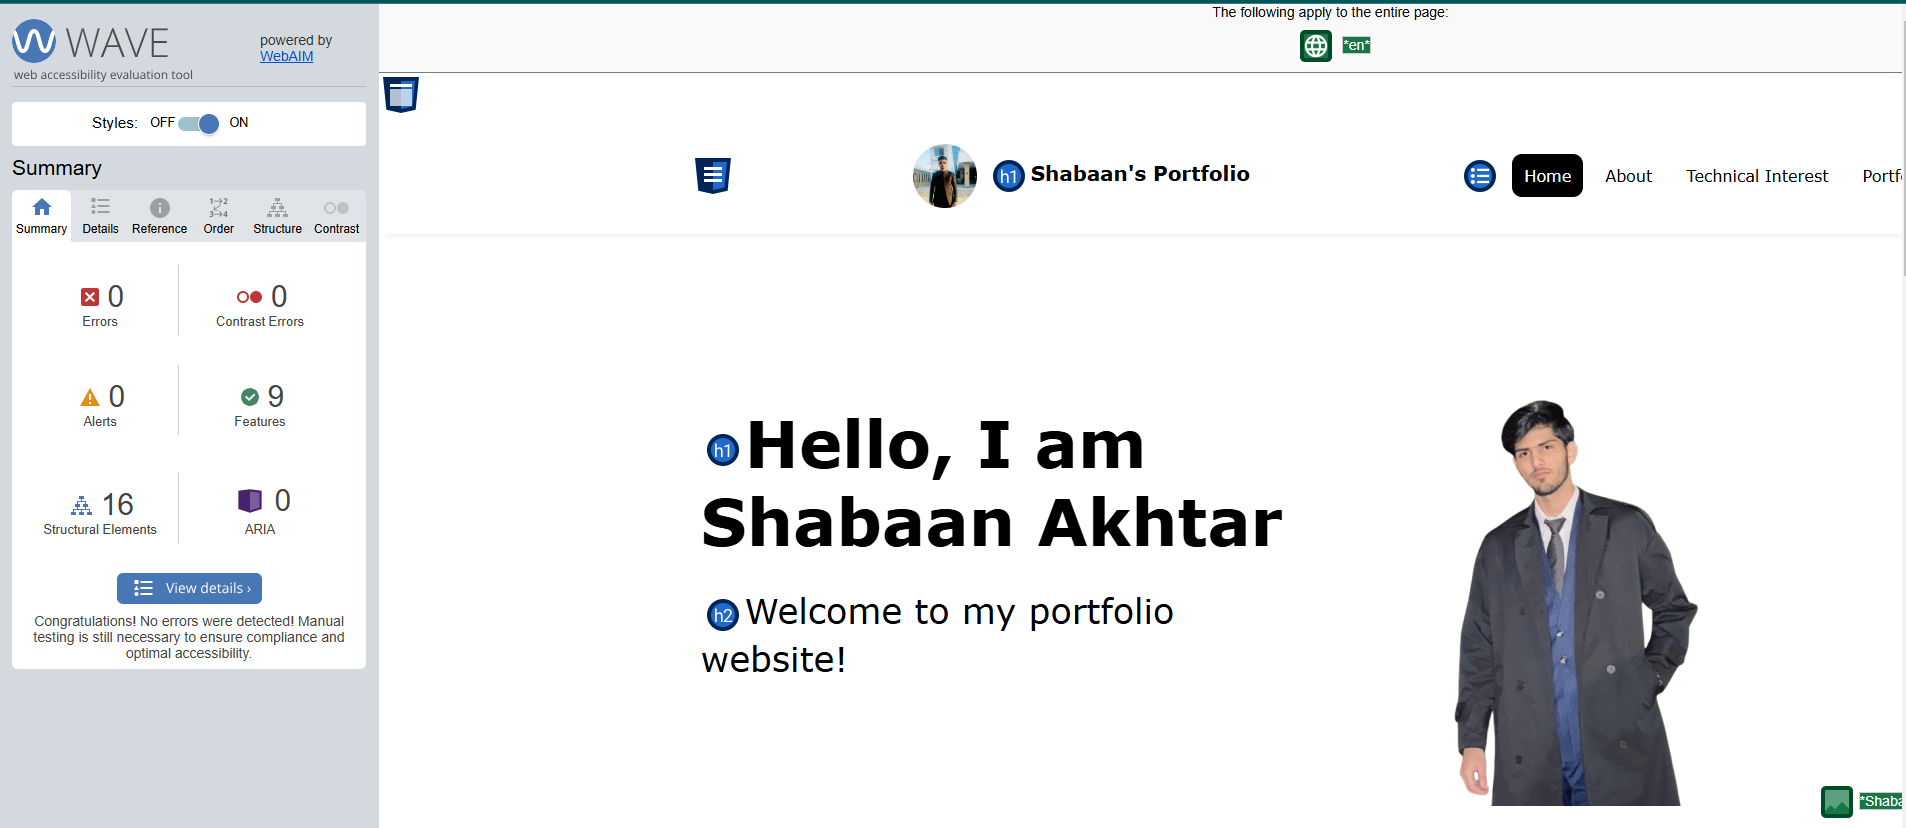 WAVE
powered by
WebAIM
web accessibility evaluation tool
Styles: OFF ON
Summary
Summary Details Reference Order Structure Contrast
0 Errors
0 Contrast Errors
0 Alerts
9 Features
16 Structural Elements
0 ARIA
View details ›
Congratulations! No errors were detected! Manual
testing is still necessary to ensure compliance and
optimal accessibility.
The following apply to the entire page:
*en*
h1 Shabaan's Portfolio
Home About Technical Interest Portf
h1 Hello, I am
Shabaan Akhtar
h2 Welcome to my portfolio
website!
*Shaba